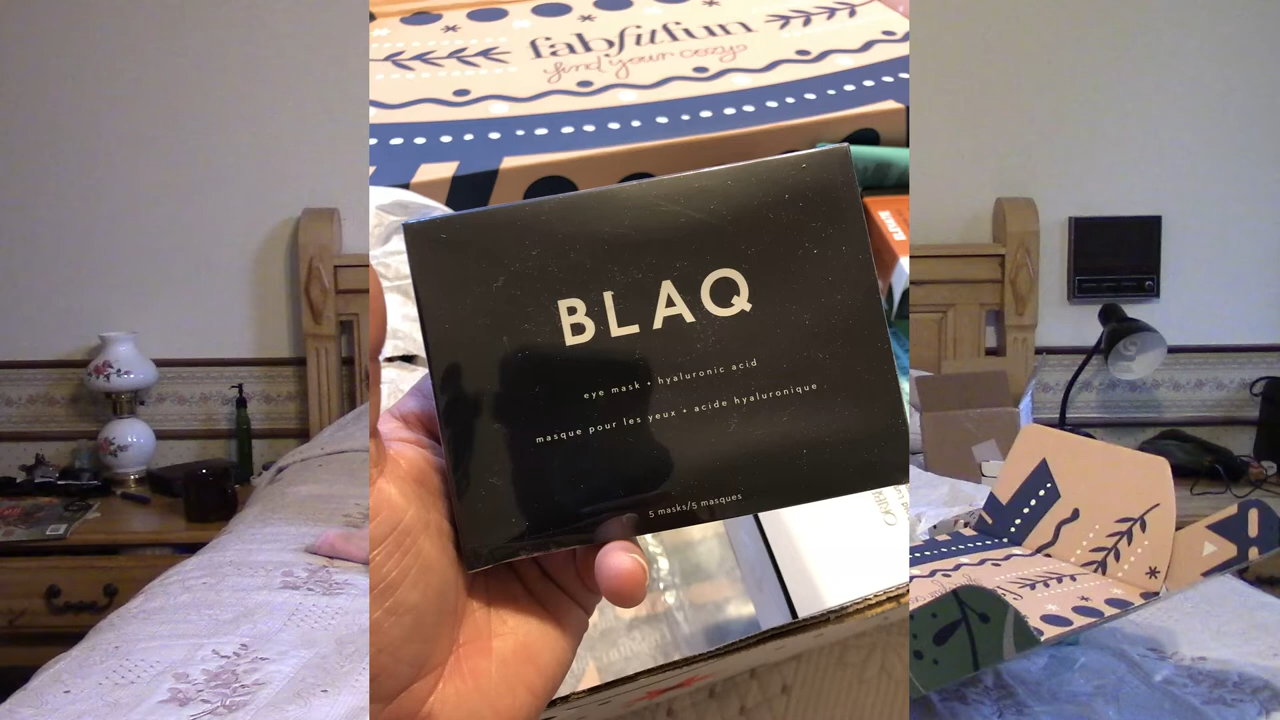 fabfitfun
find your cozy
BLAQ
eye mask + hyaluronic acid
masque pour les yeux + acide hyaluronique
5 masks/5 masques